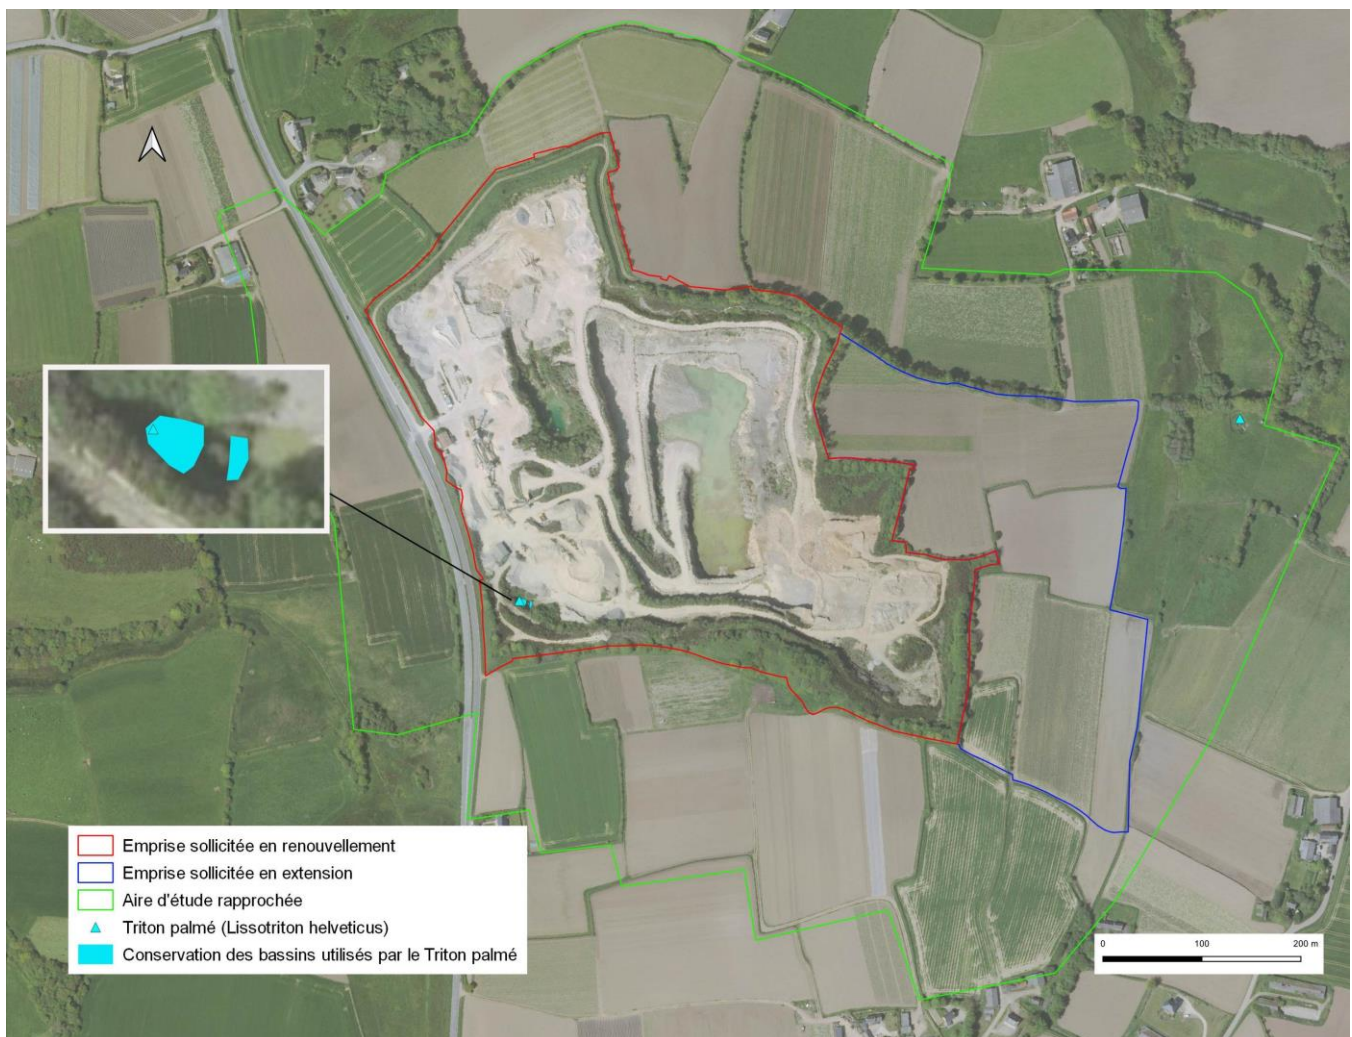 Emprise sollicitée en renouvellement
Emprise sollicitée en extension
Aire d'étude rapprochée
Triton palmé (Lissotriton helveticus)
Conservation des bassins utilisés par le Triton palmé
0 100 200 m